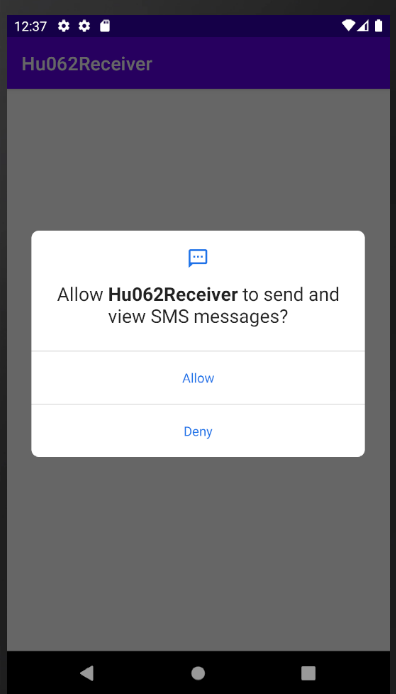 12:37
Hu062Receiver
Allow Hu062Receiver to send and
view SMS messages?
Allow
Deny